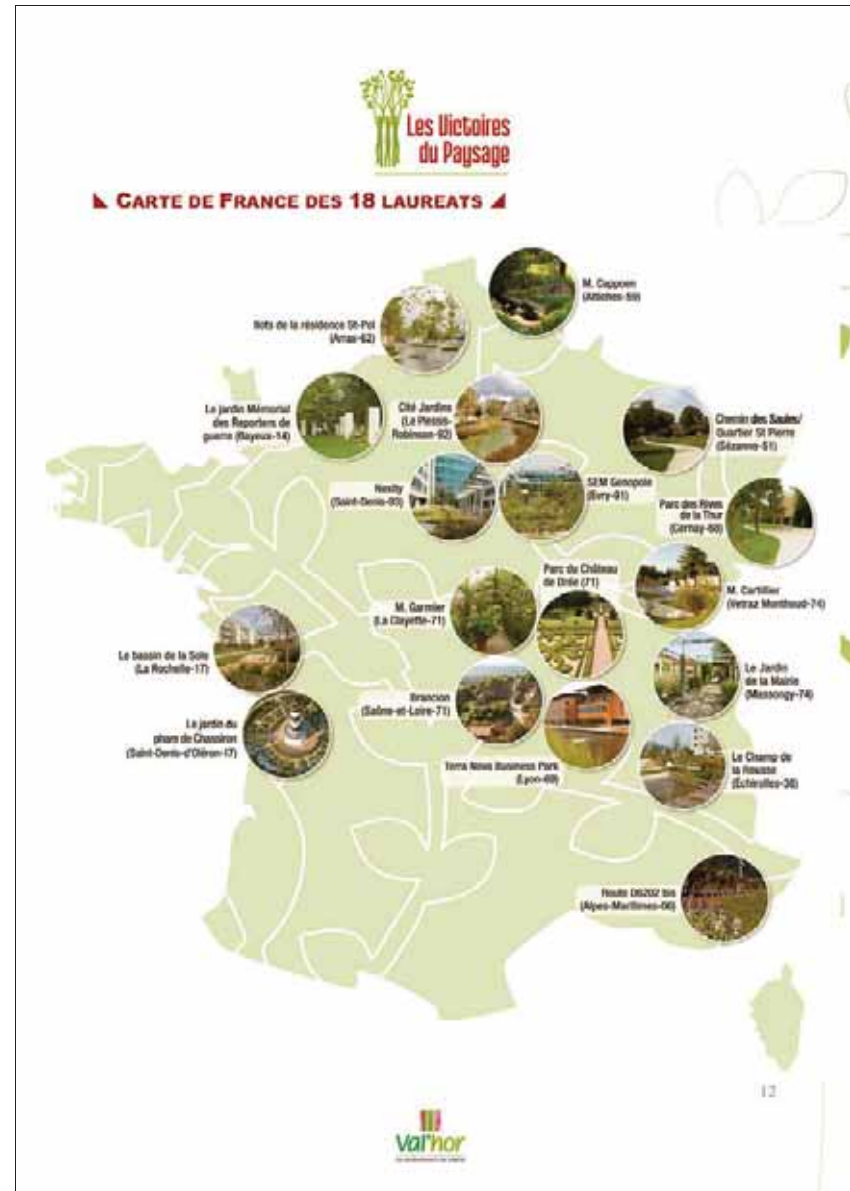 Les Victoires
du Paysage
CARTE DE FRANCE DES 18 LAUREATS
M. Cappoen
Ilots de la résidence St-Pol
(Arras-62)
Le jardin Mémorial
des Reporters de
guerre (Bayeux-14)
Cité Jardins
(Le Plessis-
Robinson-92)
Chemin des Saules/
Quartier St Pierre
(Sézanne-51)
Nexity
(Saint-Denis-93)
SEM Genopole
(Evry-91)
Parc des Rives
de la Thur
(Cernay-68)
Parc du Château
de Drée (71)
M. Garmier
(La Clayette-71)
M. Cartillier
(Vetraz Monthoud-74)
Le bassin de la Sole
(La Rochelle-17)
Le Jardin
de la Mairie
(Massongy-74)
Brancion
(Saône-et-Loire-71)
Le jardin du
phare de Chassiron
(Saint-Denis-d'Oléron-17)
Terra Nova Business Park
(Lyon-69)
Le Champ de
la Rousse
(Échirolles-38)
Route D6202 bis
(Alpes-Maritimes-06)
12
Val'hor